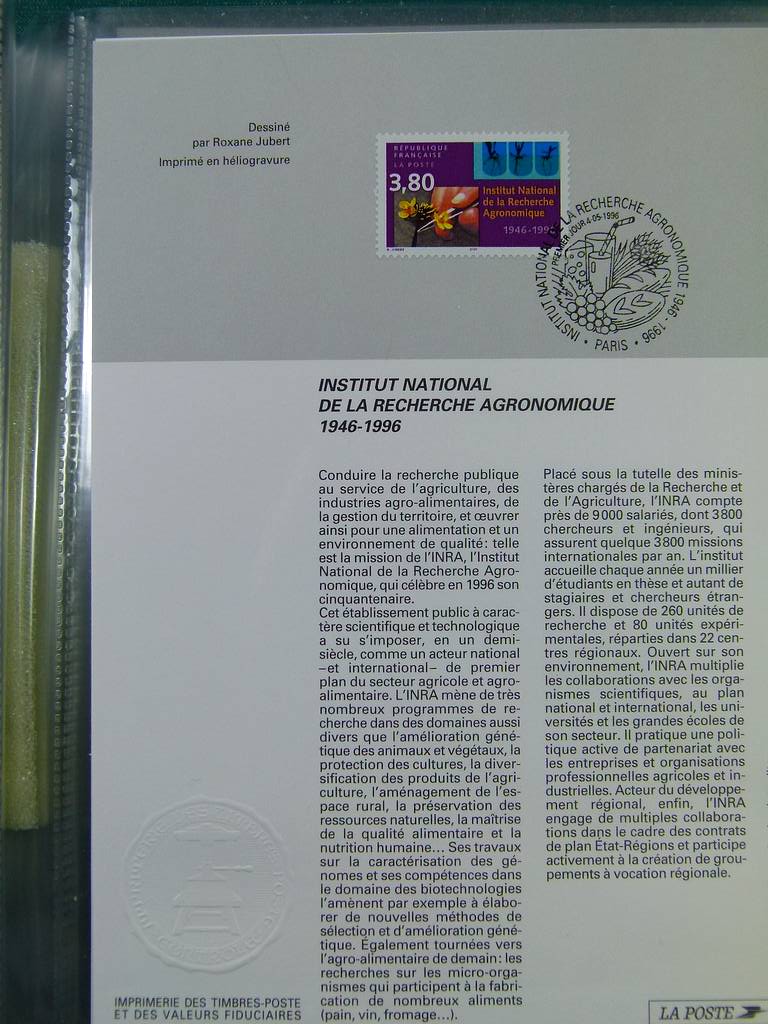 Dessiné
par Roxane Jubert
Imprimé en héliogravure
RÉPUBLIQUE
FRANÇAISE
LA POSTE
3,80
Institut National
de la Recherche
Agronomique
1946-1996
INSTITUT NATIONAL DE LA RECHERCHE AGRONOMIQUE 1946-1996
PREMIER JOUR 4-05-1996
• PARIS •
INSTITUT NATIONAL
DE LA RECHERCHE AGRONOMIQUE
1946-1996
Conduire la recherche publique
au service de l'agriculture, des
industries agro-alimentaires, de
la gestion du territoire, et œuvrer
ainsi pour une alimentation et un
environnement de qualité: telle
est la mission de l'INRA, l'Institut
National de la Recherche Agro-
nomique, qui célèbre en 1996 son
cinquantenaire.
Cet établissement public à carac-
tère scientifique et technologique
a su s'imposer, en un demi-
siècle, comme un acteur national
–et international– de premier
plan du secteur agricole et agro-
alimentaire. L'INRA mène de très
nombreux programmes de re-
cherche dans des domaines aussi
divers que l'amélioration géné-
tique des animaux et végétaux, la
protection des cultures, la diver-
sification des produits de l'agri-
culture, l'aménagement de l'es-
pace rural, la préservation des
ressources naturelles, la maîtrise
de la qualité alimentaire et la
nutrition humaine... Ses travaux
sur la caractérisation des gé-
nomes et ses compétences dans
le domaine des biotechnologies
l'amènent par exemple à élabo-
rer de nouvelles méthodes de
sélection et d'amélioration géné-
tique. Également tournées vers
l'agro-alimentaire de demain: les
recherches sur les micro-orga-
nismes qui participent à la fabri-
cation de nombreux aliments
(pain, vin, fromage...).
Placé sous la tutelle des minis-
tères chargés de la Recherche et
de l'Agriculture, l'INRA compte
près de 9000 salariés, dont 3800
chercheurs et ingénieurs, qui
assurent quelque 3800 missions
internationales par an. L'institut
accueille chaque année un millier
d'étudiants en thèse et autant de
stagiaires et chercheurs étran-
gers. Il dispose de 260 unités de
recherche et 80 unités expéri-
mentales, réparties dans 22 cen-
tres régionaux. Ouvert sur son
environnement, l'INRA multiplie
les collaborations avec les orga-
nismes scientifiques, au plan
national et international, les uni-
versités et les grandes écoles de
son secteur. Il pratique une poli-
tique active de partenariat avec
les entreprises et organisations
professionnelles agricoles et in-
dustrielles. Acteur du développe-
ment régional, enfin, l'INRA
engage de multiples collabora-
tions dans le cadre des contrats
de plan État-Régions et participe
activement à la création de grou-
pements à vocation régionale.
IMPRIMERIE DES TIMBRES-POSTE
ET DES VALEURS FIDUCIAIRES
LA POSTE